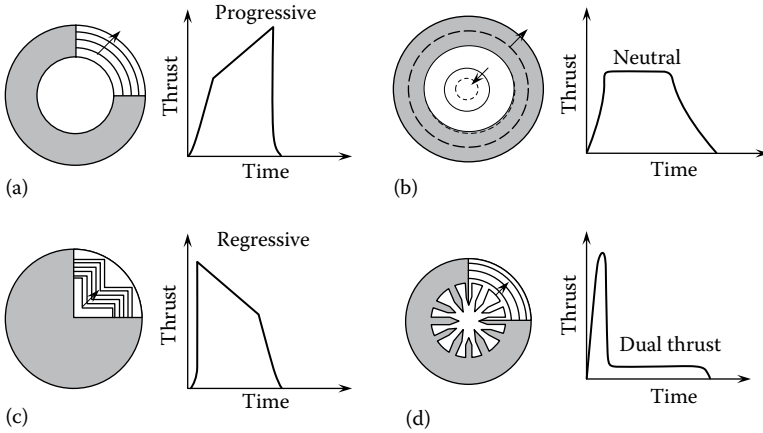 Progressive
Thrust
Time
(a)
Neutral
Thrust
Time
(b)
Regressive
Thrust
Time
(c)
Dual thrust
Thrust
Time
(d)